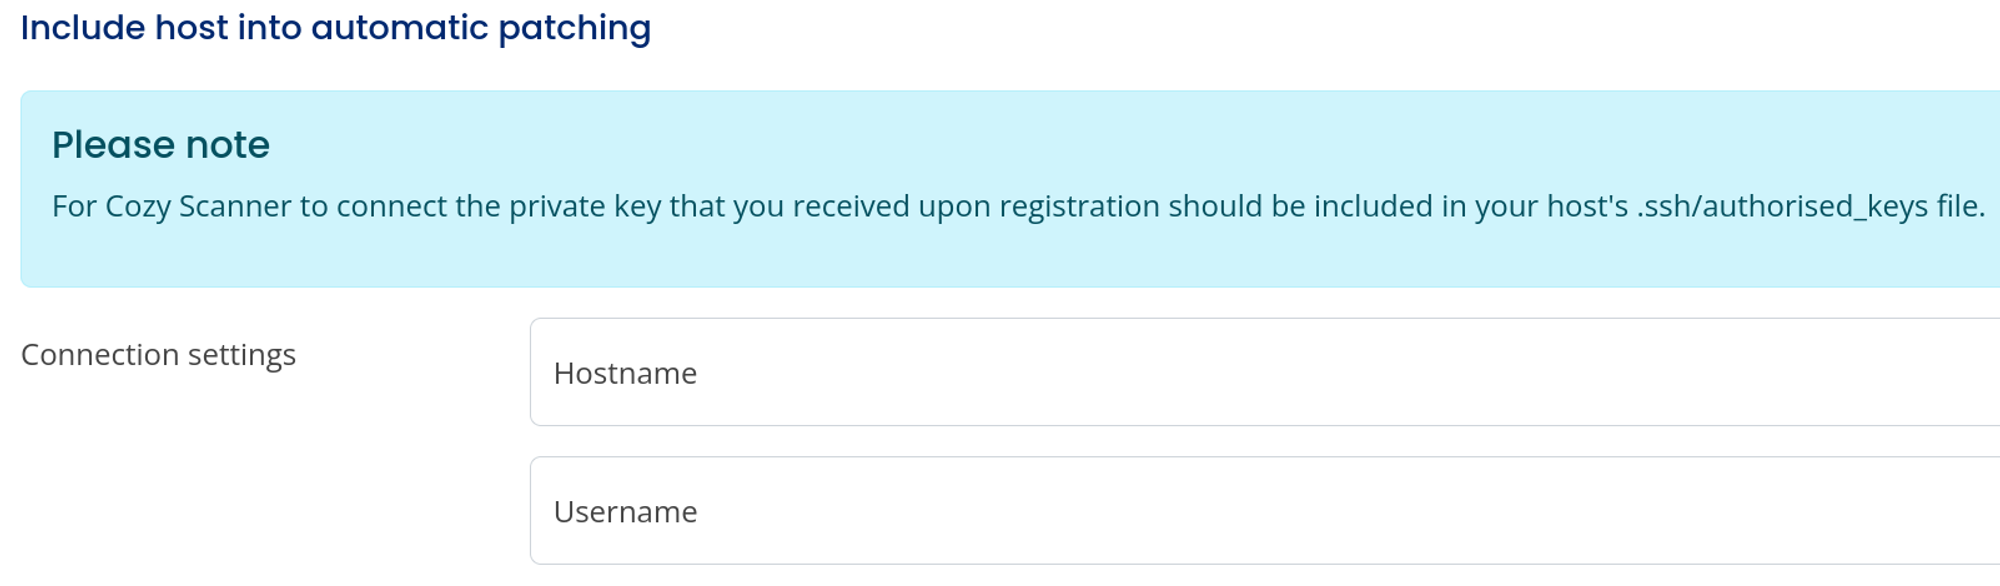 Include host into automatic patching
Please note
For Cozy Scanner to connect the private key that you received upon registration should be included in your host's .ssh/authorised_keys file.
Connection settings
Hostname
Username